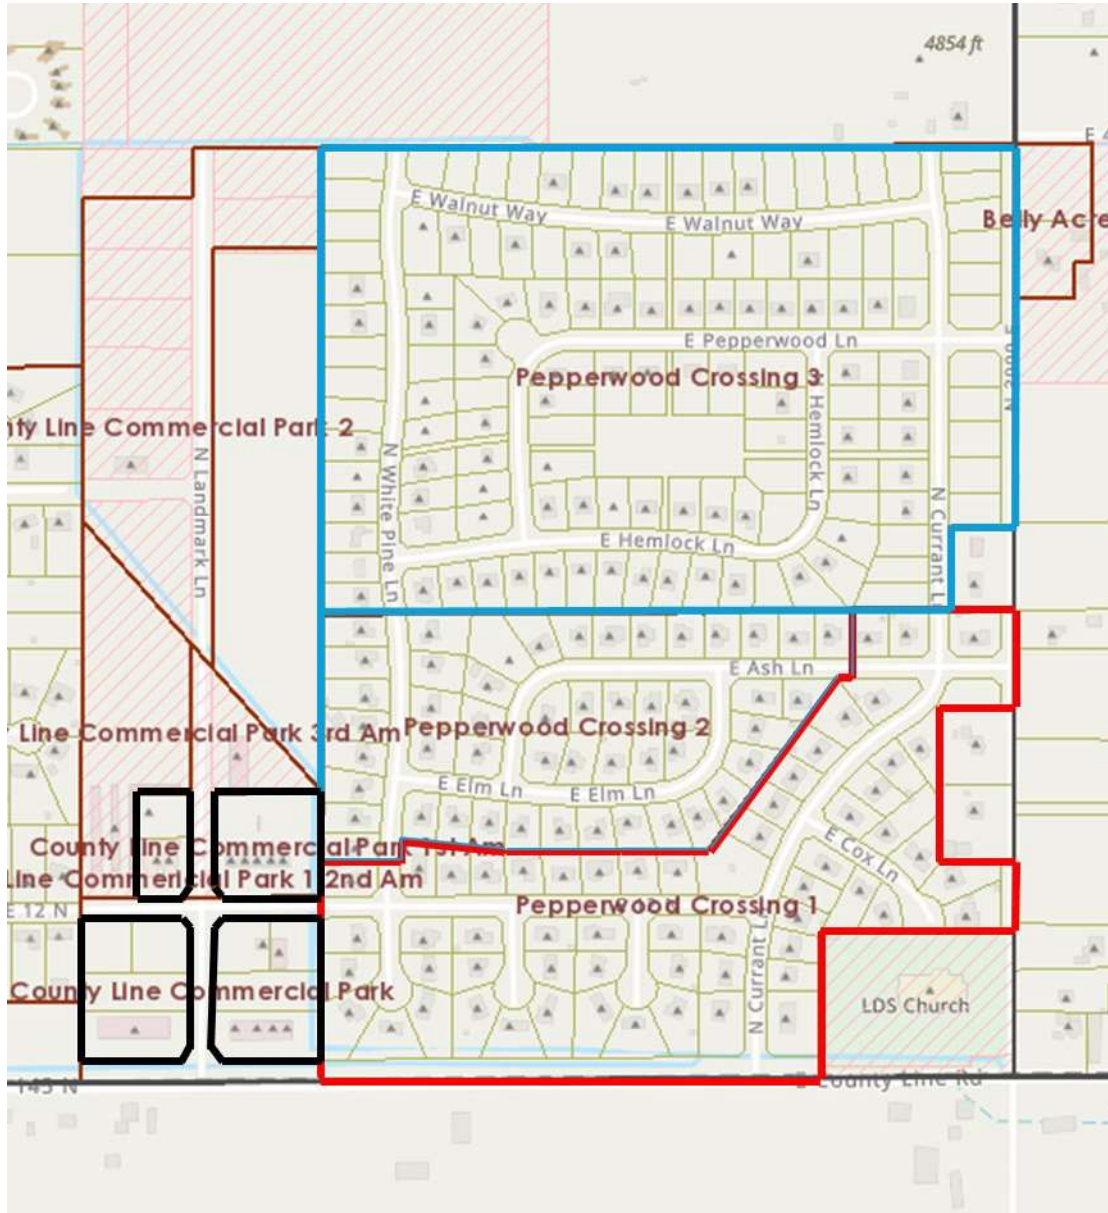 4854 ft
E 4
E Walnut Way
E Walnut Way
Belly Acre
E Pepperwood Ln
Pepperwood Crossing 3
N 2000 E
nty Line Commercial Park 2
N Hemlock Ln
N White Pine Ln
N Landmark Ln
N Currant Ln
E Hemlock Ln
E Ash Ln
Line Commercial Park 3rd Am
Pepperwood Crossing 2
E Elm Ln
E Elm Ln
County Line Commercial Park 1st Am
E Cox Ln
Line Commericial Park 1 2nd Am
E 12 N
Pepperwood Crossing 1
N Currant Ln
County Line Commercial Park
LDS Church
145 N
E County Line Rd